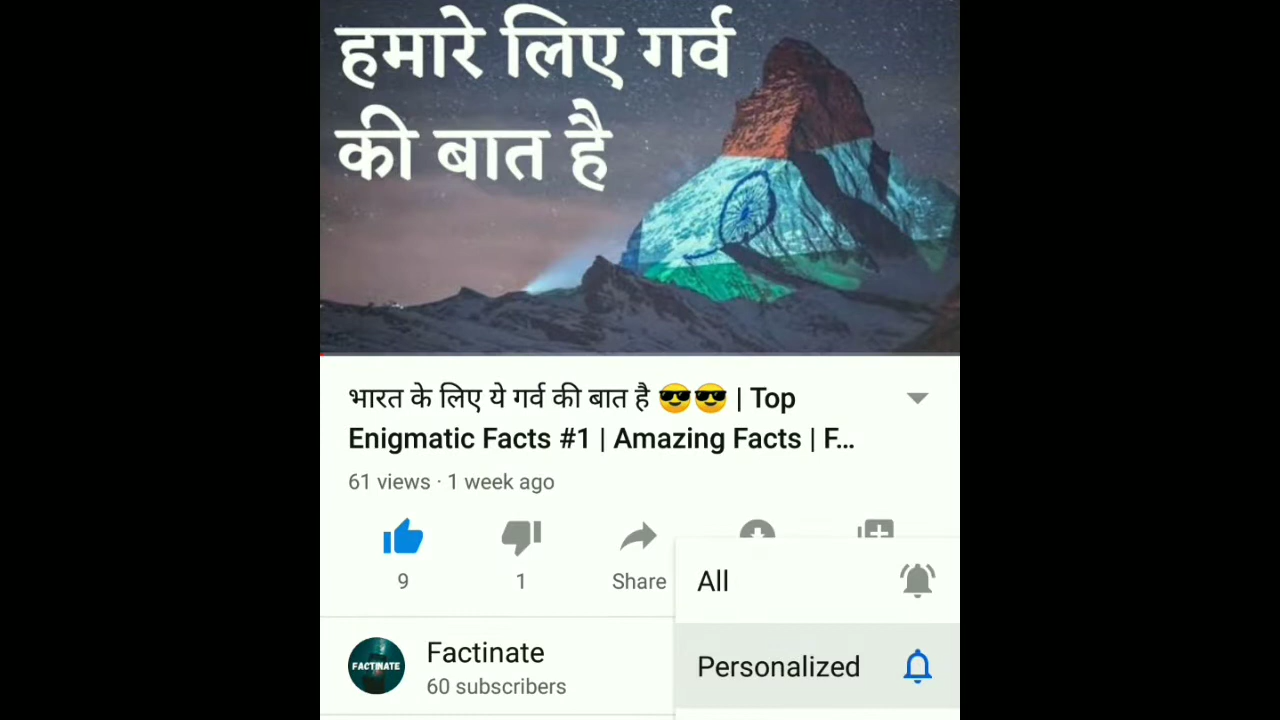 हमारे लिए गर्व
की बात है
भारत के लिए ये गर्व की बात है 😎😎 | Top
Enigmatic Facts #1 | Amazing Facts | F...
61 views · 1 week ago
9
1
Share
All
FACTINATE
Factinate
60 subscribers
Personalized